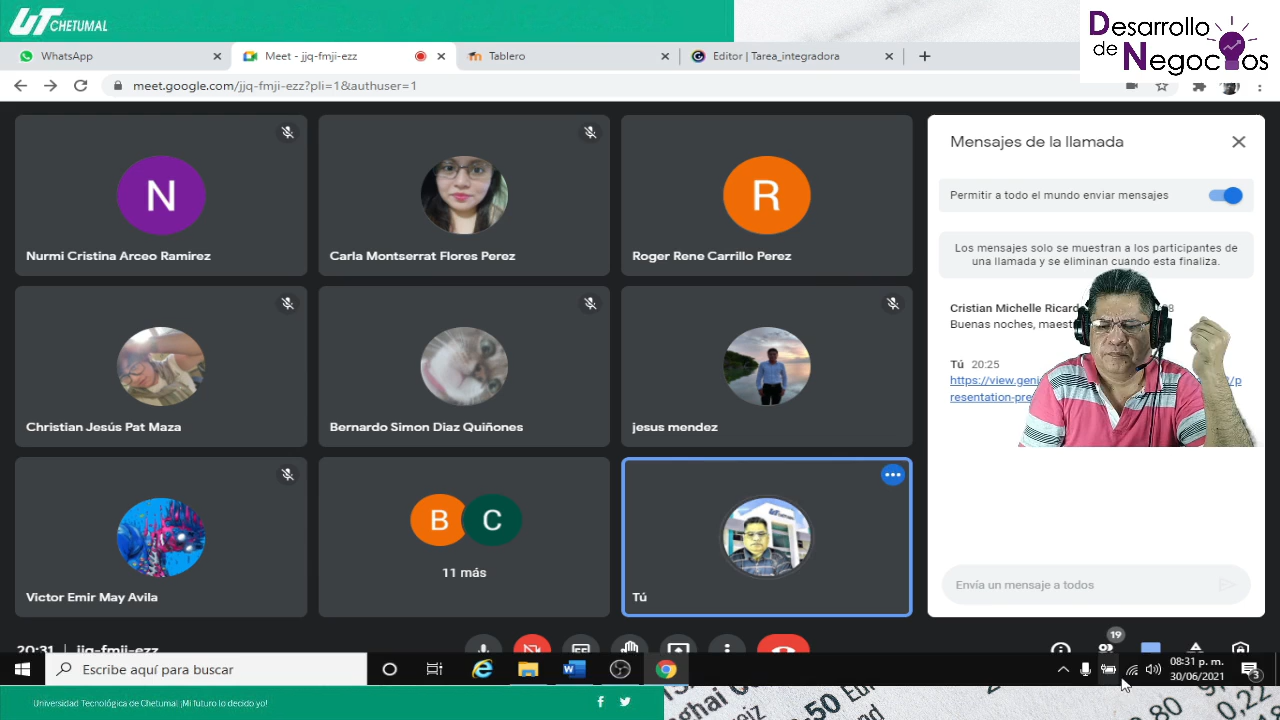 UT CHETUMAL
Desarrollo
de Negocios
WhatsApp
Meet - jjq-fmji-ezz
Tablero
Editor | Tarea_integradora
meet.google.com/jjq-fmji-ezz?pli=1&authuser=1
N
Nurmi Cristina Arceo Ramirez
Carla Montserrat Flores Perez
R
Roger Rene Carrillo Perez
Christian Jesús Pat Maza
Bernardo Simon Diaz Quiñones
jesus mendez
Victor Emir May Avila
B C
11 más
Tú
Mensajes de la llamada
Permitir a todo el mundo enviar mensajes
Los mensajes solo se muestran a los participantes de
una llamada y se eliminan cuando esta finaliza.
Cristian Michelle Ricard
Buenas noches, maest
Tú 20:25
https://view.geni
resentation-pre
Envía un mensaje a todos
20:31 | jjq-fmji-ezz
19
Escribe aquí para buscar
08:31 p. m.
30/06/2021
3
Universidad Tecnológica de Chetumal ¡Mi futuro lo decido yo!